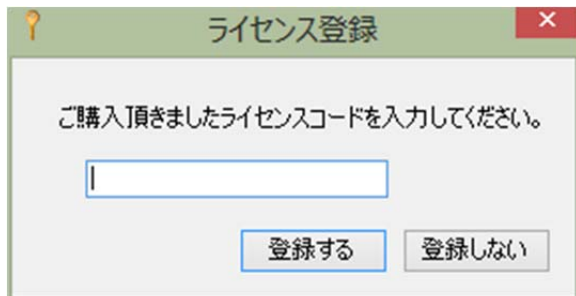 ライセンス登録
ご購入頂きましたライセンスコードを入力してください。
登録する
登録しない